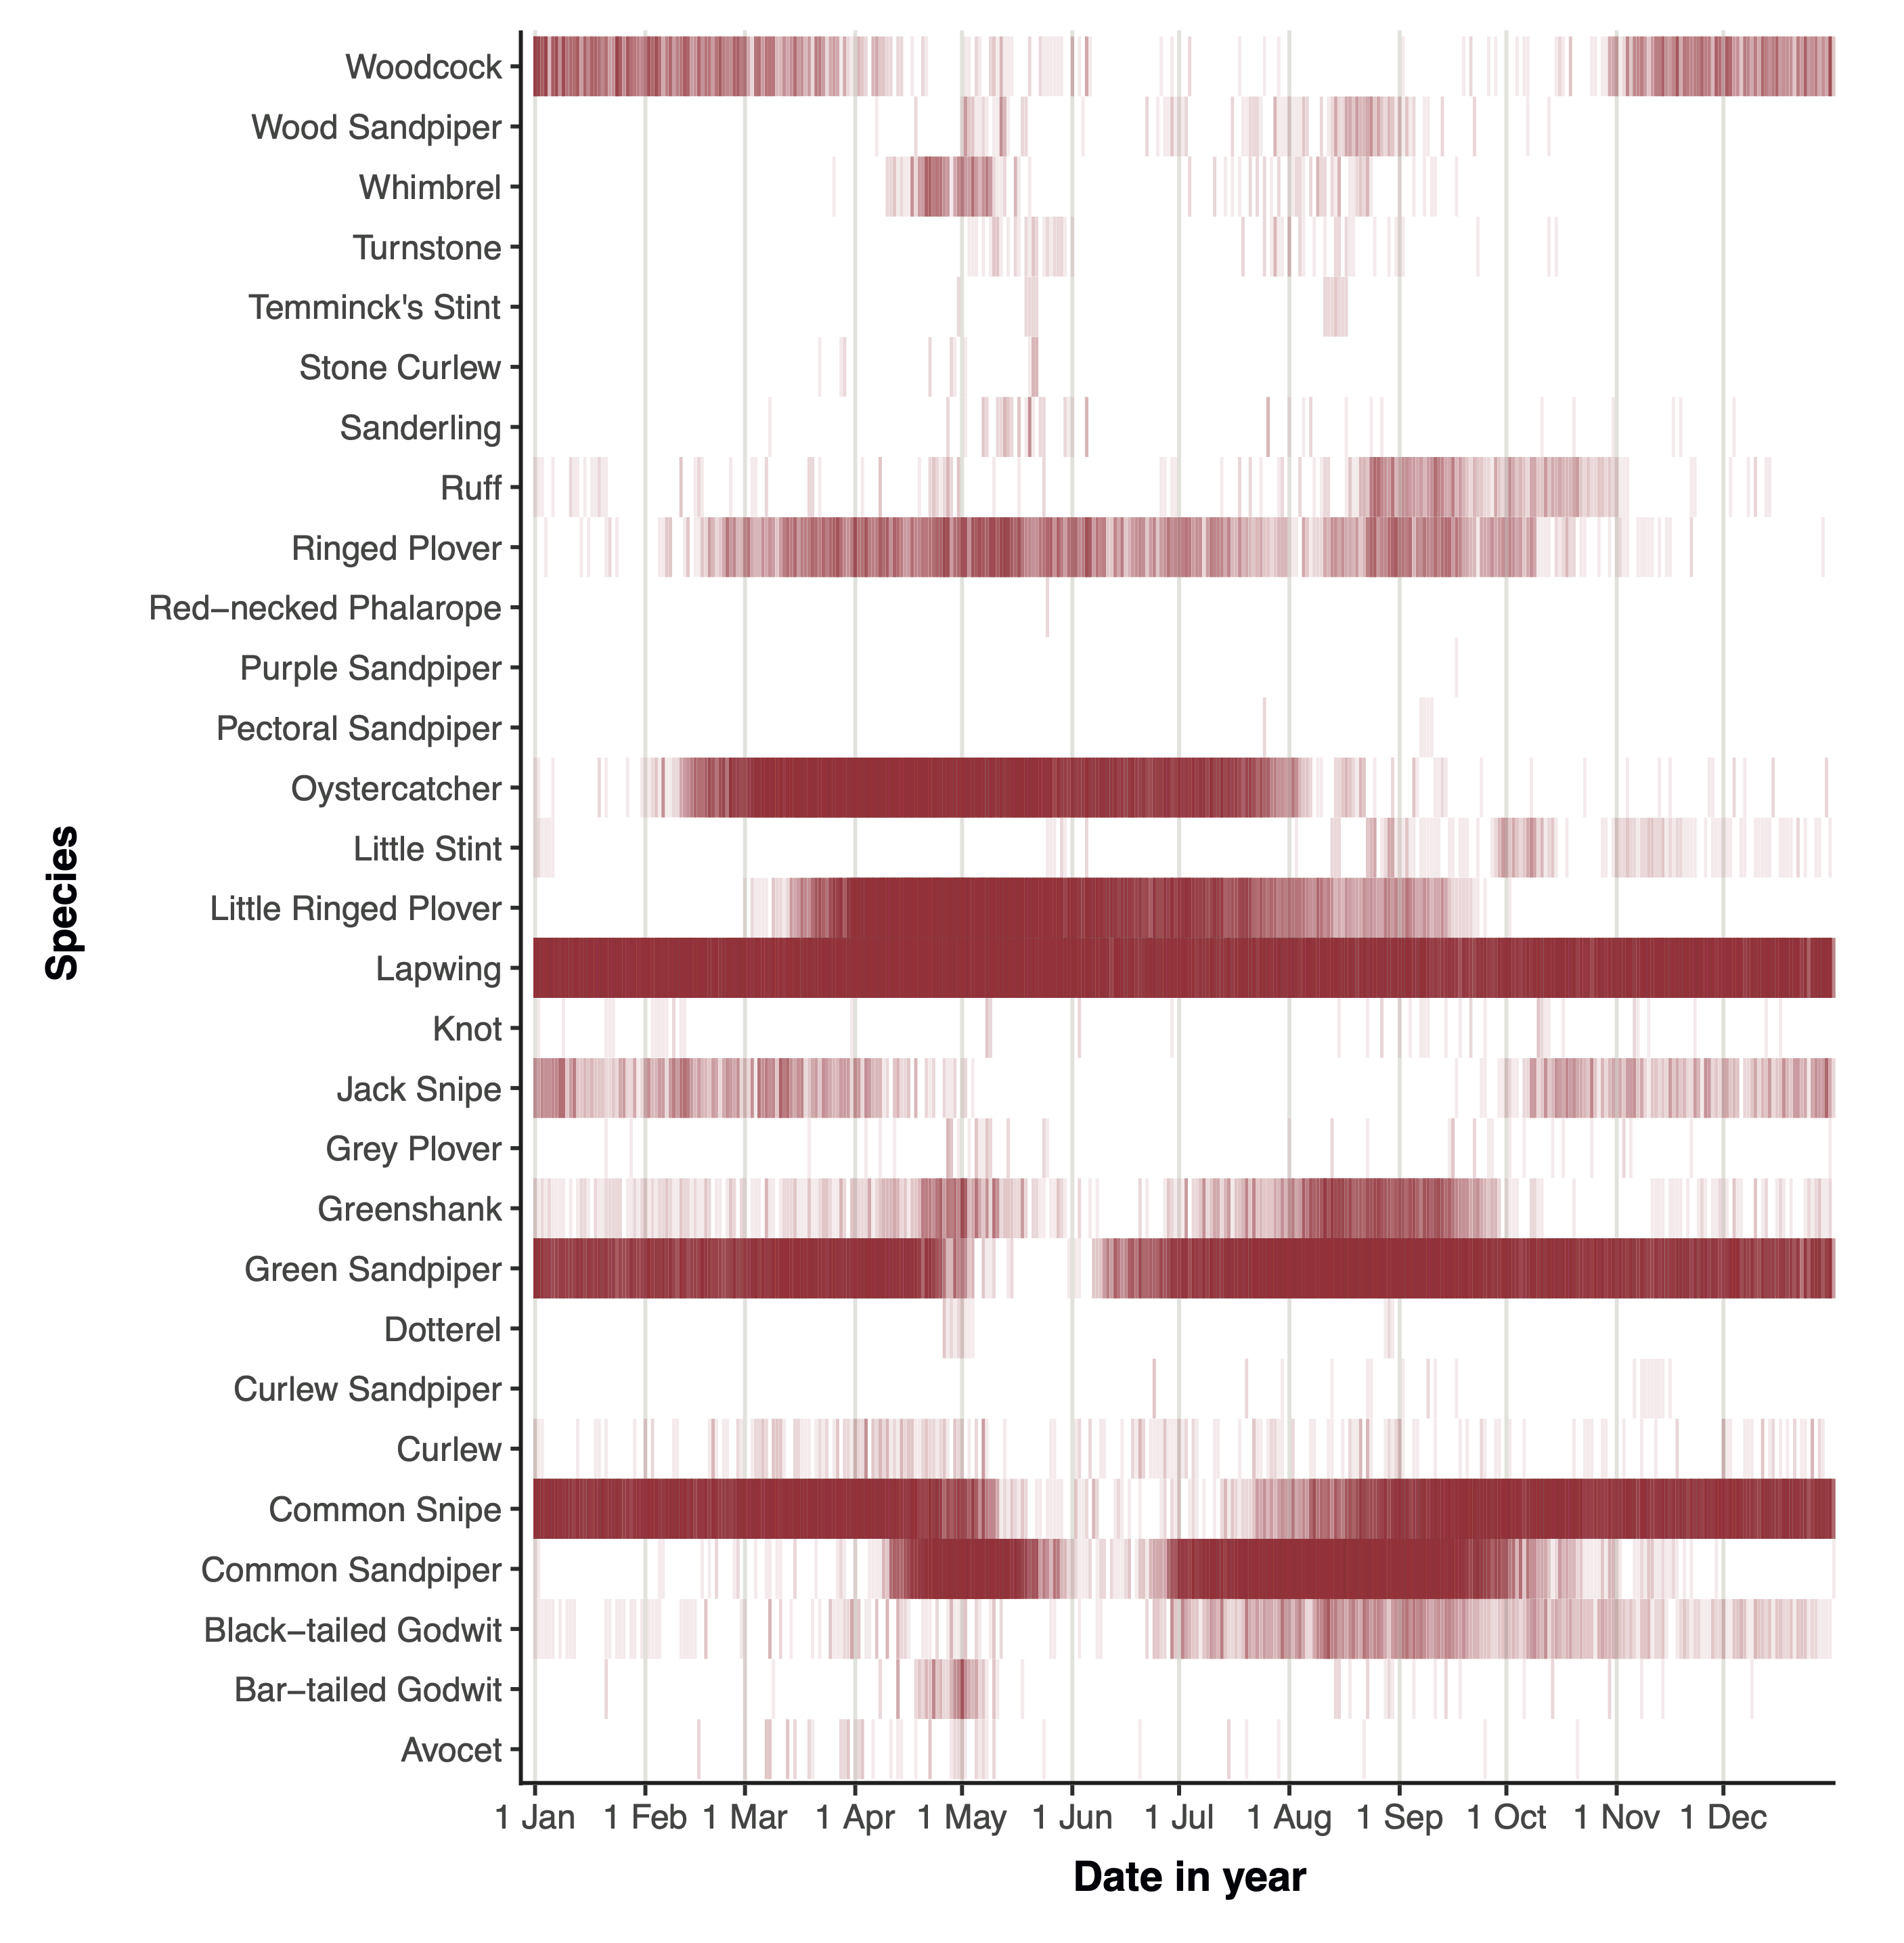 Woodcock
Wood Sandpiper
Whimbrel
Turnstone
Temminck's Stint
Stone Curlew
Sanderling
Ruff
Ringed Plover
Red−necked Phalarope
Purple Sandpiper
Pectoral Sandpiper
Oystercatcher
Little Stint
Little Ringed Plover
Lapwing
Knot
Jack Snipe
Grey Plover
Greenshank
Green Sandpiper
Dotterel
Curlew Sandpiper
Curlew
Common Snipe
Common Sandpiper
Black−tailed Godwit
Bar−tailed Godwit
Avocet
Species
1 Jan 1 Feb 1 Mar 1 Apr 1 May 1 Jun 1 Jul 1 Aug 1 Sep 1 Oct 1 Nov 1 Dec
Date in year